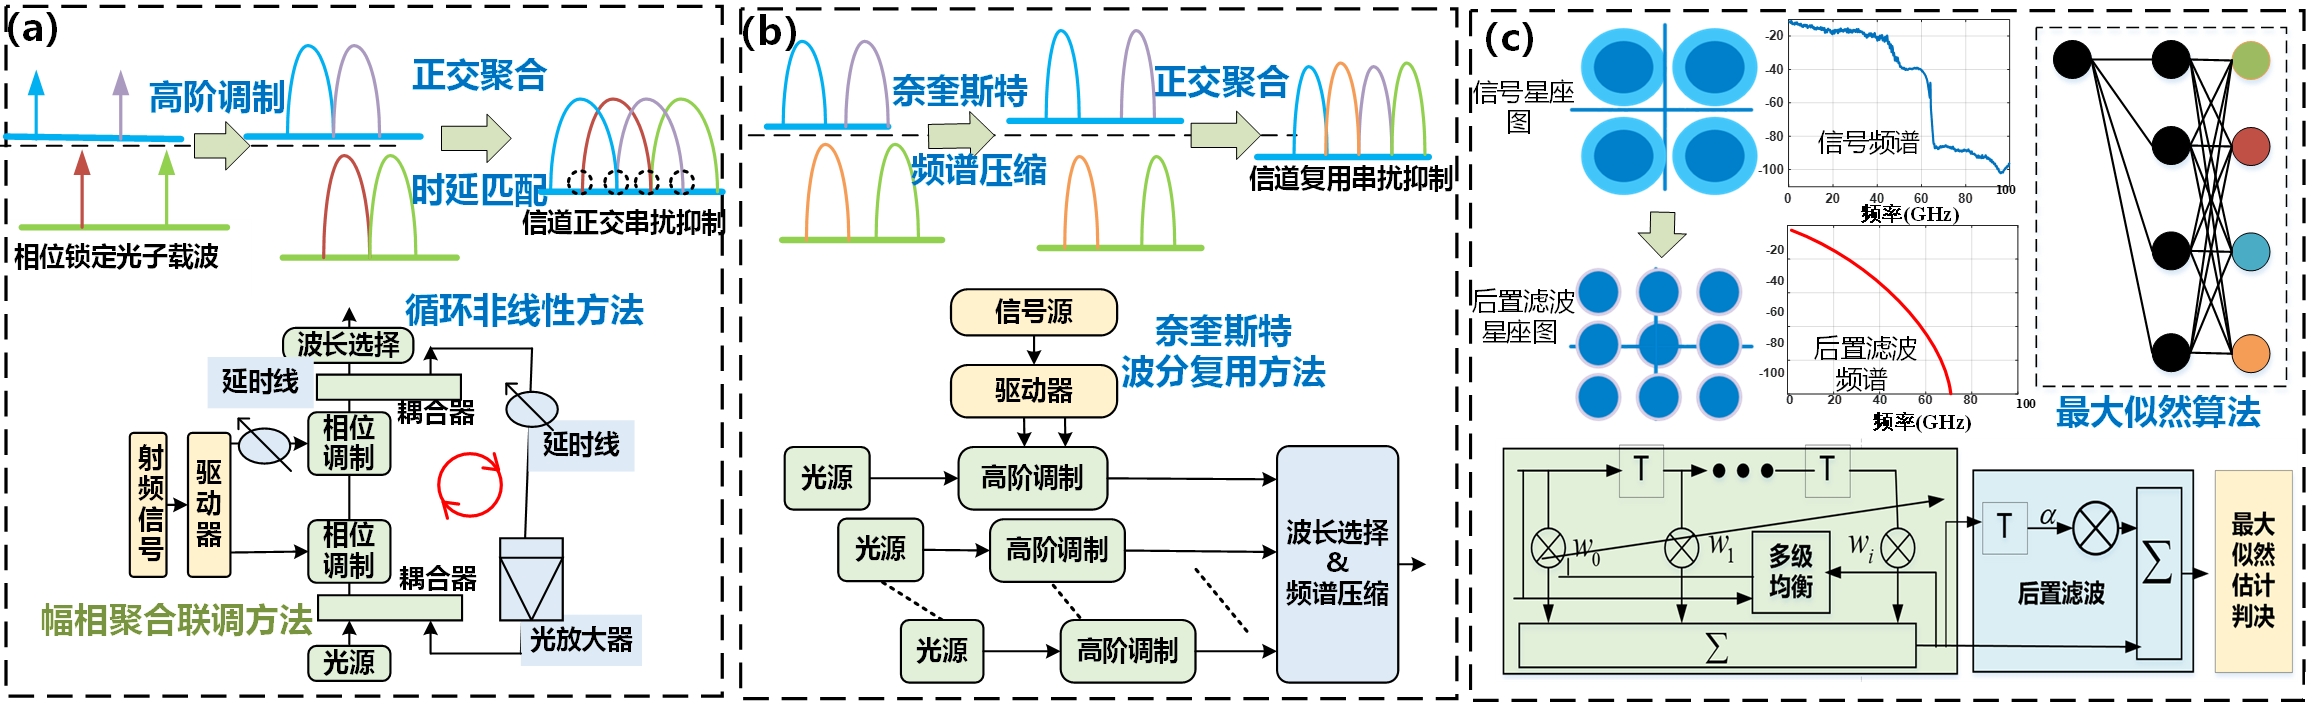 (a)
高阶调制
正交聚合
时延匹配
信道正交串扰抑制
相位锁定光子载波
循环非线性方法
波长选择
延时线
耦合器
相位
调制
延时线
射
频
信
号
驱
动
器
相位
调制
耦合器
幅相聚合联调方法
光放大器
光源
(b)
奈奎斯特
频谱压缩
正交聚合
信道复用串扰抑制
信号源
奈奎斯特
波分复用方法
驱动器
光源
高阶调制
光源
高阶调制
光源
高阶调制
波长选择
&
频谱压缩
(c)
信号星座
图
-20
-40
-60
-80
-100
信号频谱
0
20
40
60
80
100
频率(GHz)
后置滤波
星座图
-20
-40
-60
-80
-100
后置滤波
频谱
0
20
40
60
80
100
频率(GHz)
最大似然算法
T
T
w0
w1
wi
多级
均衡
Σ
T
α
后置滤波
Σ
最大
似然
估计
判决